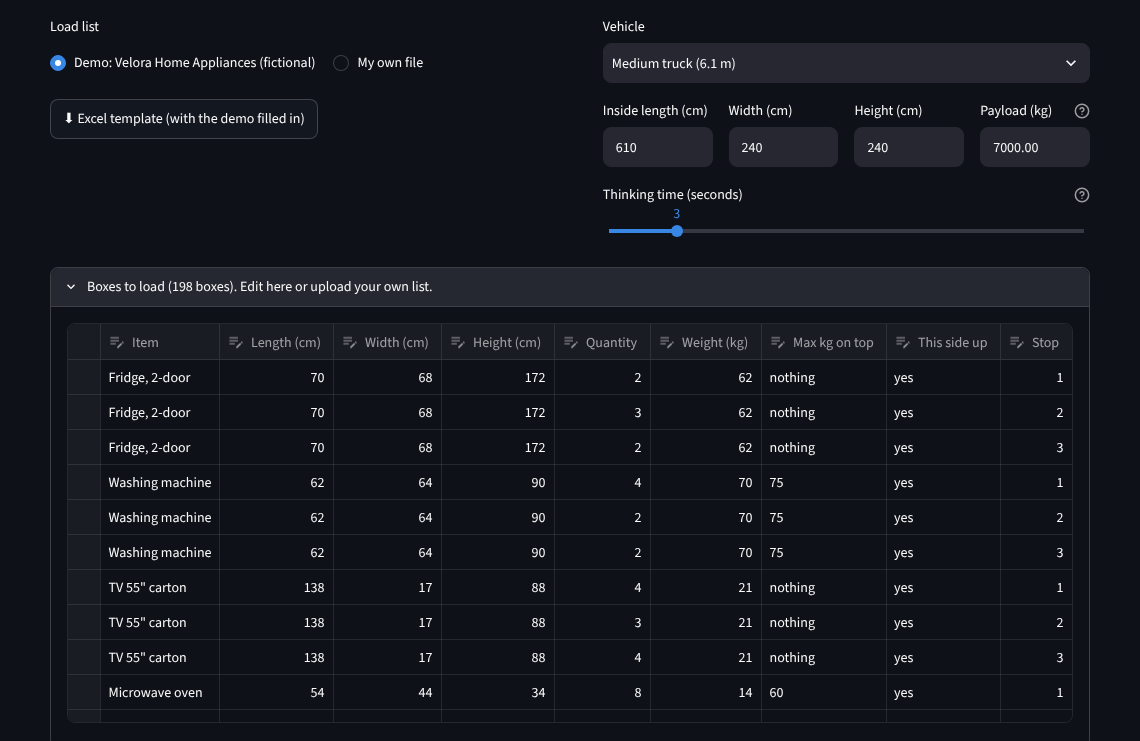 Load list
Demo: Velora Home Appliances (fictional) My own file
⬇ Excel template (with the demo filled in)
Vehicle
Medium truck (6.1 m)
Inside length (cm) Width (cm) Height (cm) Payload (kg)
610 240 240 7000.00
Thinking time (seconds)
3
Boxes to load (198 boxes). Edit here or upload your own list.
Item Length (cm) Width (cm) Height (cm) Quantity Weight (kg) Max kg on top This side up Stop
Fridge, 2-door 70 68 172 2 62 nothing yes 1
Fridge, 2-door 70 68 172 3 62 nothing yes 2
Fridge, 2-door 70 68 172 2 62 nothing yes 3
Washing machine 62 64 90 4 70 75 yes 1
Washing machine 62 64 90 2 70 75 yes 2
Washing machine 62 64 90 2 70 75 yes 3
TV 55" carton 138 17 88 4 21 nothing yes 1
TV 55" carton 138 17 88 3 21 nothing yes 2
TV 55" carton 138 17 88 4 21 nothing yes 3
Microwave oven 54 44 34 8 14 60 yes 1